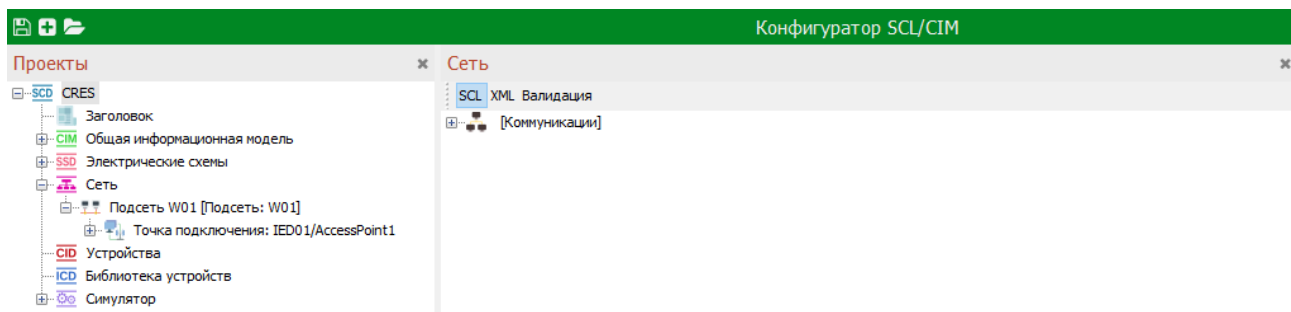 Конфигуратор SCL/CIM
Проекты
SCD CRES
Заголовок
CIM Общая информационная модель
SSD Электрические схемы
Сеть
Подсеть W01 [Подсеть: W01]
Точка подключения: IED01/AccessPoint1
CID Устройства
ICD Библиотека устройств
Симулятор
Сеть
SCL XML Валидация
[Коммуникации]